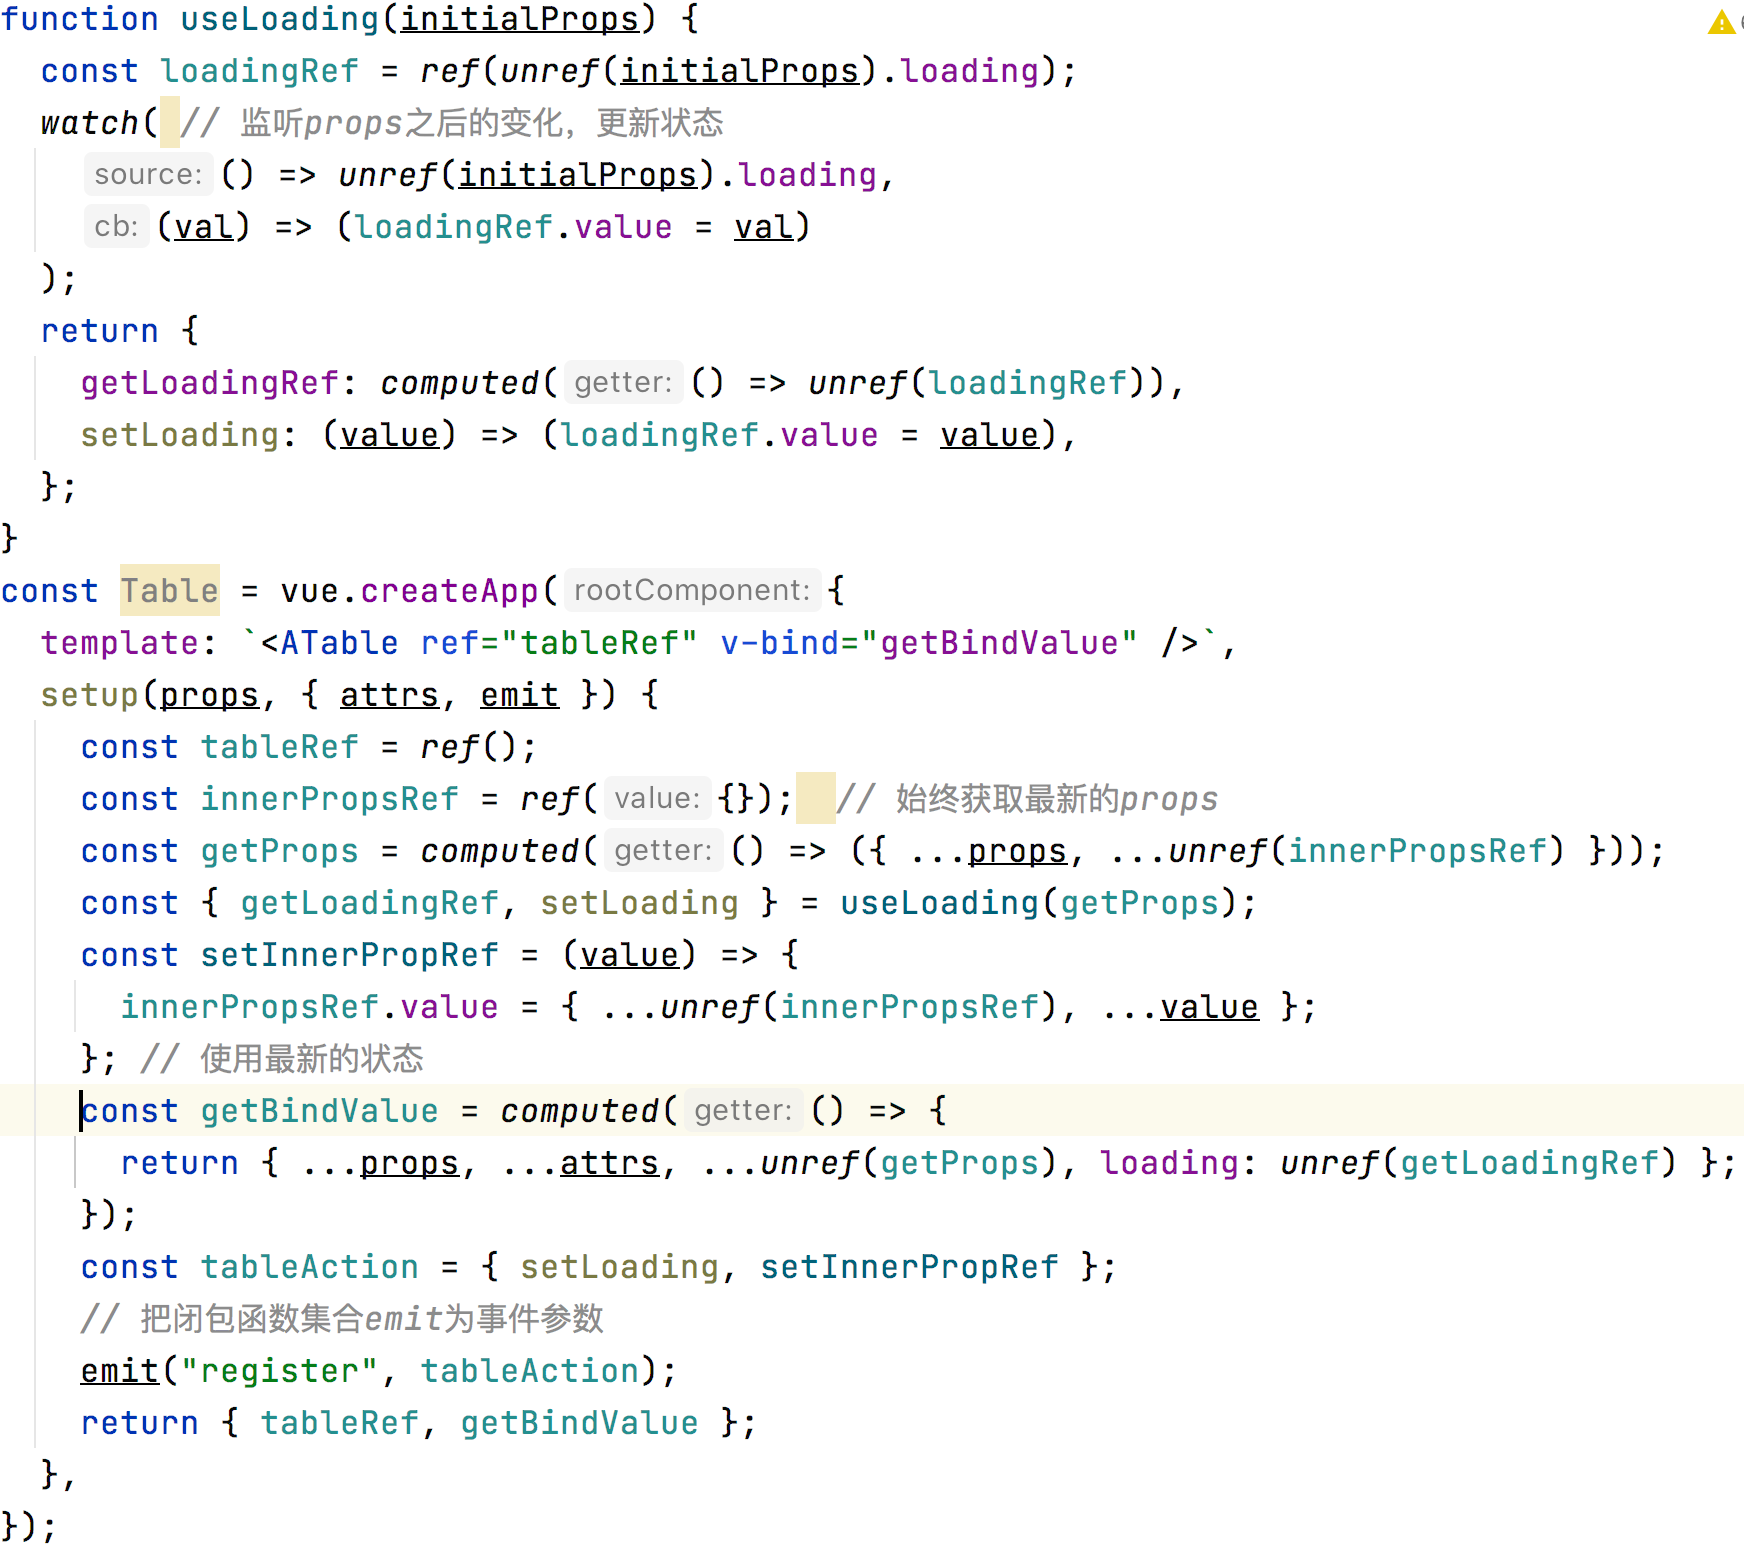 function useLoading(initialProps) {
  const loadingRef = ref(unref(initialProps).loading);
  watch( // 监听props之后的变化，更新状态
    source: () => unref(initialProps).loading,
    cb: (val) => (loadingRef.value = val)
  );
  return {
    getLoadingRef: computed( getter: () => unref(loadingRef)),
    setLoading: (value) => (loadingRef.value = value),
  };
}
const Table = vue.createApp( rootComponent: {
  template: `<ATable ref="tableRef" v-bind="getBindValue" />`,
  setup(props, { attrs, emit }) {
    const tableRef = ref();
    const innerPropsRef = ref( value: {});  // 始终获取最新的props
    const getProps = computed( getter: () => ({ ...props, ...unref(innerPropsRef) }));
    const { getLoadingRef, setLoading } = useLoading(getProps);
    const setInnerPropRef = (value) => {
      innerPropsRef.value = { ...unref(innerPropsRef), ...value };
    }; // 使用最新的状态
    const getBindValue = computed( getter: () => {
      return { ...props, ...attrs, ...unref(getProps), loading: unref(getLoadingRef) };
    });
    const tableAction = { setLoading, setInnerPropRef };
    // 把闭包函数集合emit为事件参数
    emit("register", tableAction);
    return { tableRef, getBindValue };
  },
});